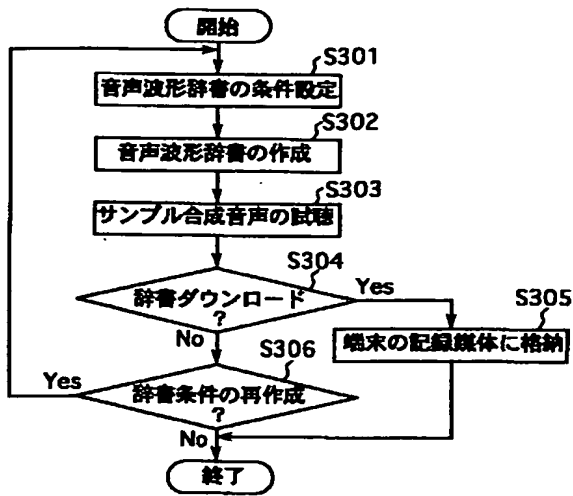 開始
S301
音声波形辞書の条件設定
S302
音声波形辞書の作成
S303
サンプル合成音声の試聴
S304
辞書ダウンロード
?
Yes
S305
端末の記録媒体に格納
No
S306
辞書条件の再作成
?
Yes
No
終了